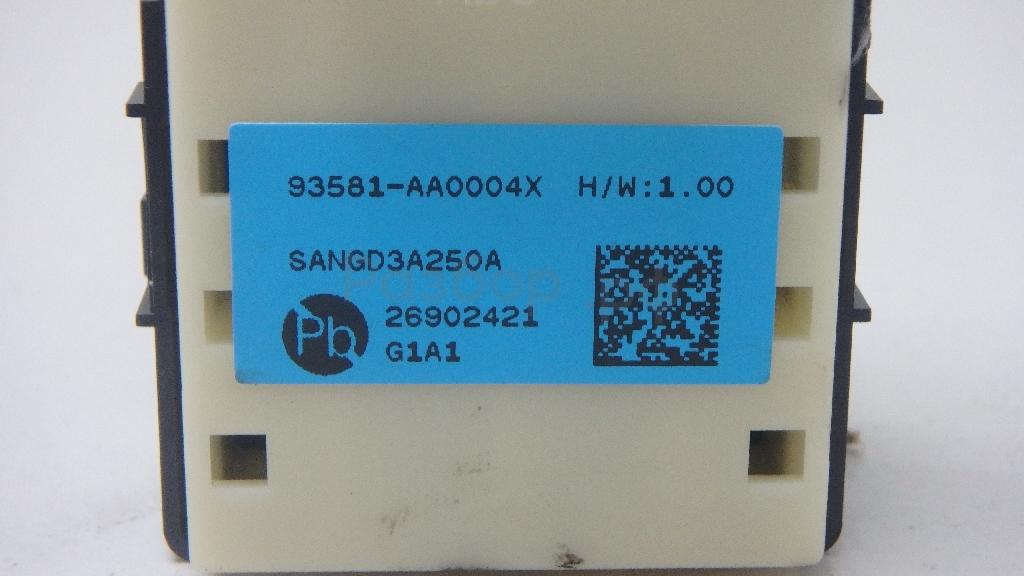 93581-AA0004X H/W:1.00
SANGD3A250A
Pb
26902421
G1A1